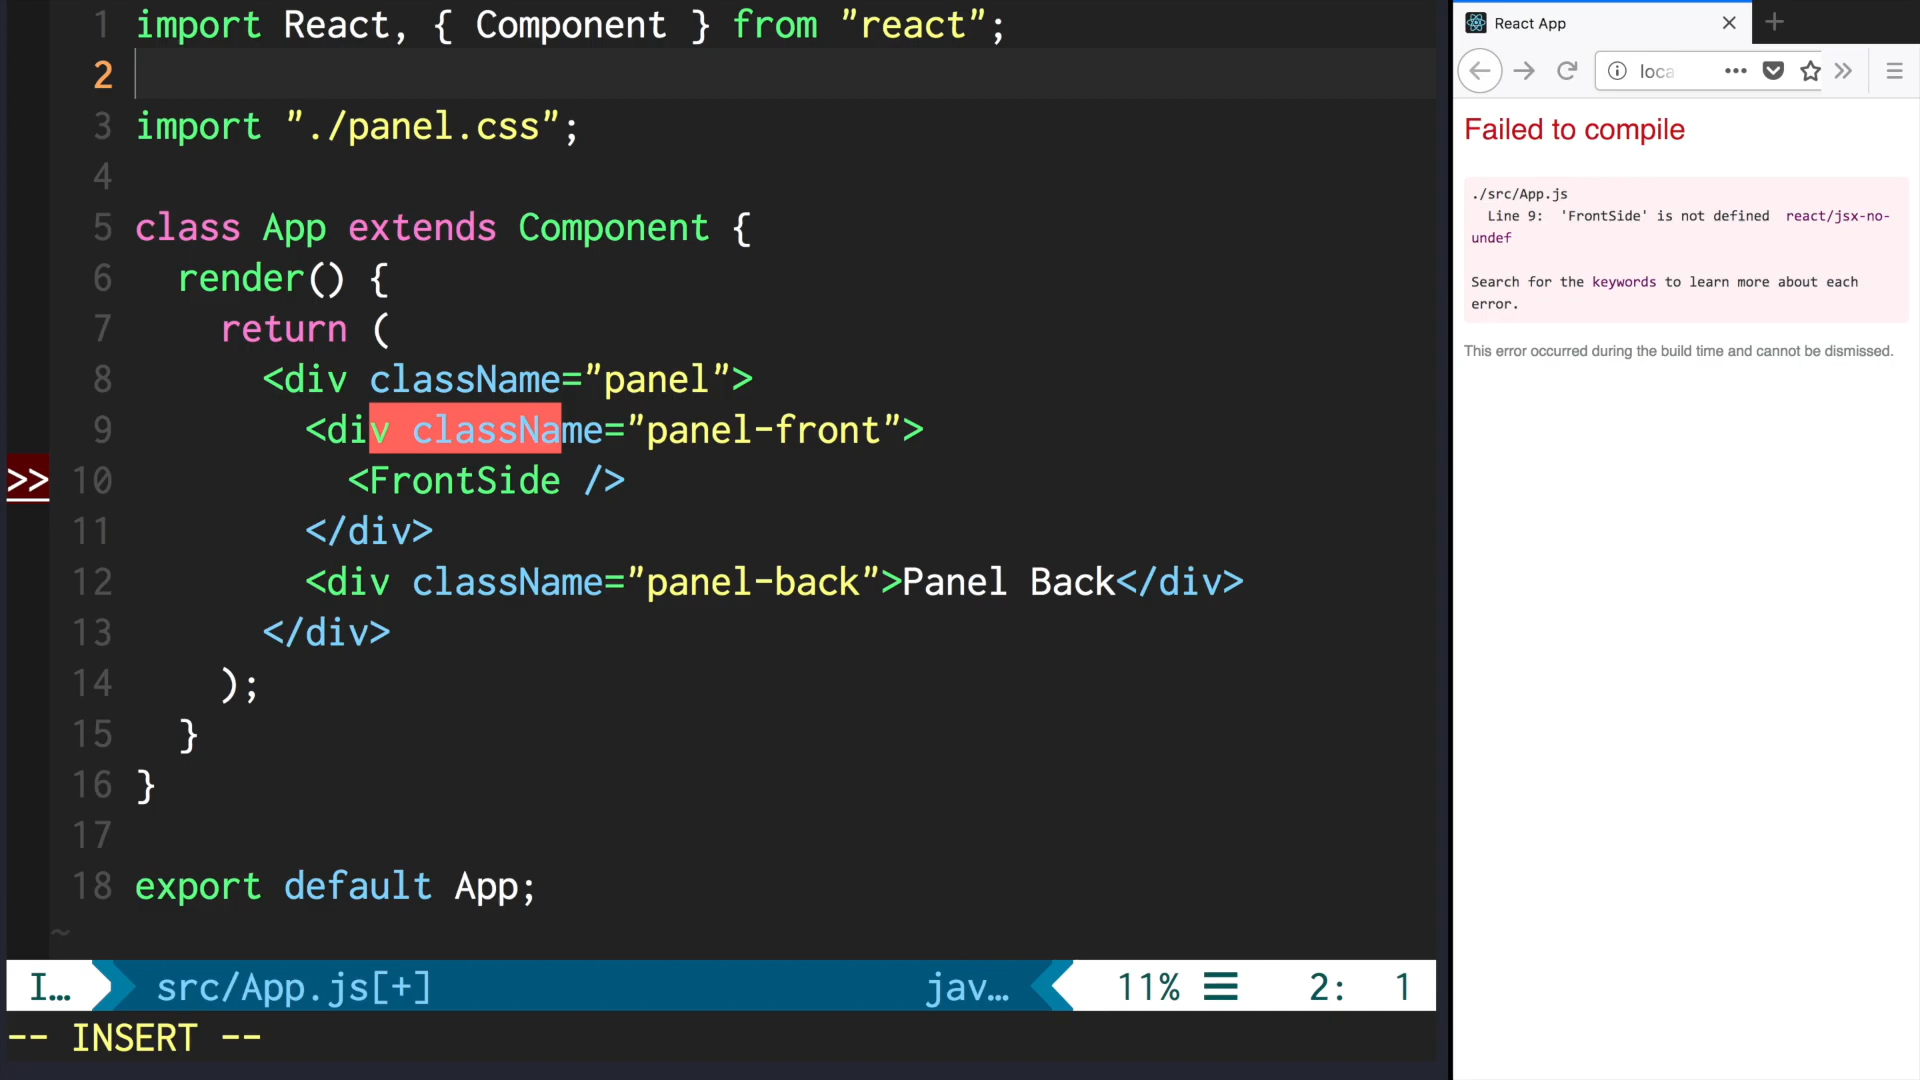 1 import React, { Component } from "react";
2
3 import "./panel.css";
4
5 class App extends Component {
6 render() {
7 return (
8 <div className="panel">
9 <div className="panel-front">
>> 10 <FrontSide />
11 </div>
12 <div className="panel-back">Panel Back</div>
13 </div>
14 );
15 }
16 }
17
18 export default App;
~
I… src/App.js[+] jav… 11% ☰ 2: 1
-- INSERT --
React App
loca
Failed to compile
./src/App.js
Line 9: 'FrontSide' is not defined react/jsx-no-
undef
Search for the keywords to learn more about each
error.
This error occurred during the build time and cannot be dismissed.